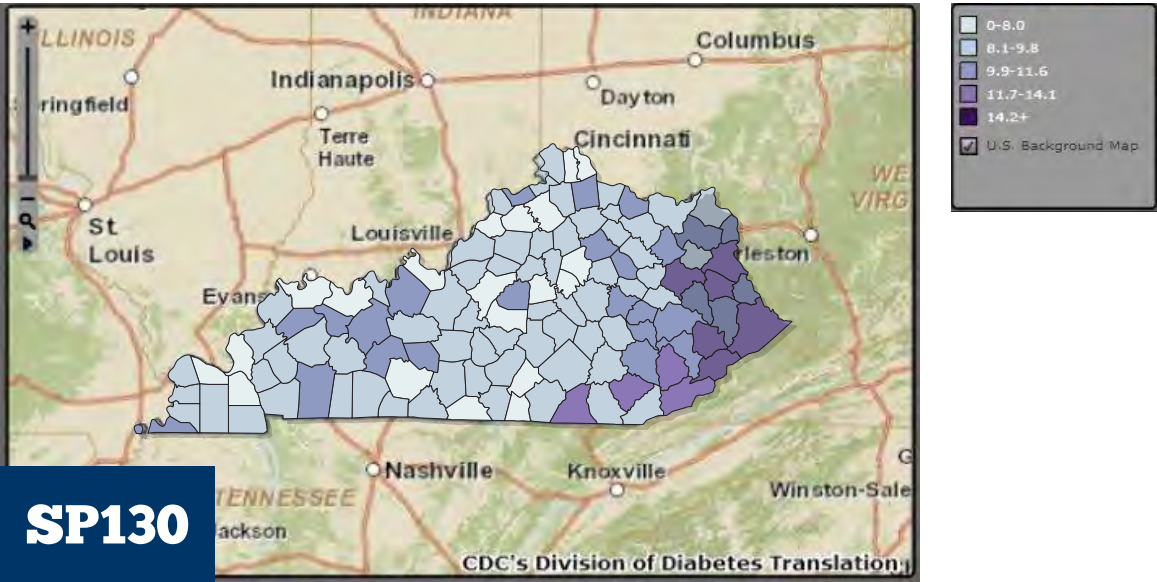 INDIANA
ILLINOIS
Columbus
Indianapolis
ringfield
Dayton
Terre
Haute
Cincinnati
WE
VIRG
St
Louis
Louisville
rleston
Evans
Nashville
Knoxville
G
Winston-Sale
TENNESSEE
ackson
SP130
CDC's Division of Diabetes Translation
0-8.0
8.1-9.8
9.9-11.6
11.7-14.1
14.2+
U.S. Background Map